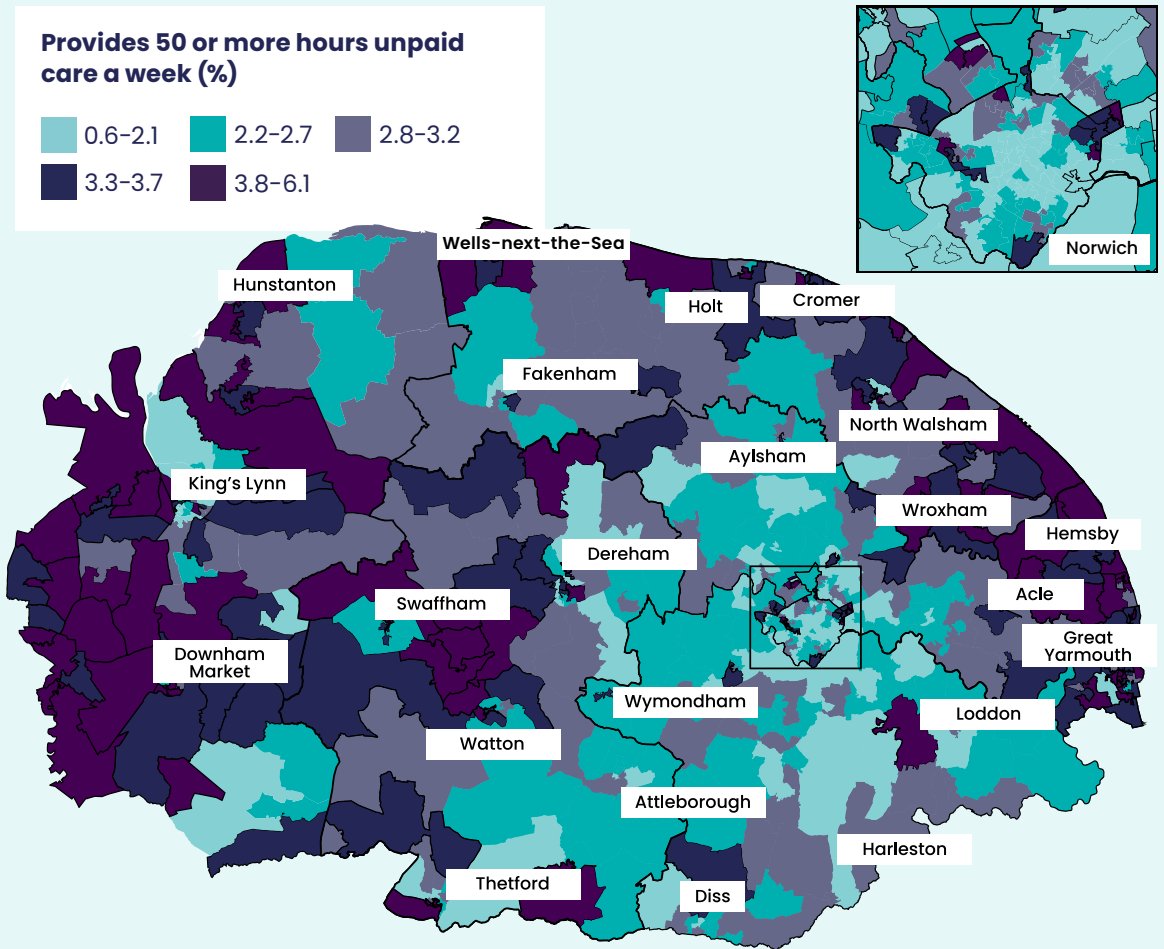 Provides 50 or more hours unpaid
care a week (%)
0.6–2.1
2.2–2.7
2.8–3.2
3.3–3.7
3.8–6.1
Norwich
Wells-next-the-Sea
Hunstanton
Holt
Cromer
Fakenham
North Walsham
Aylsham
King's Lynn
Wroxham
Hemsby
Dereham
Acle
Swaffham
Great
Yarmouth
Downham
Market
Wymondham
Loddon
Watton
Attleborough
Harleston
Thetford
Diss